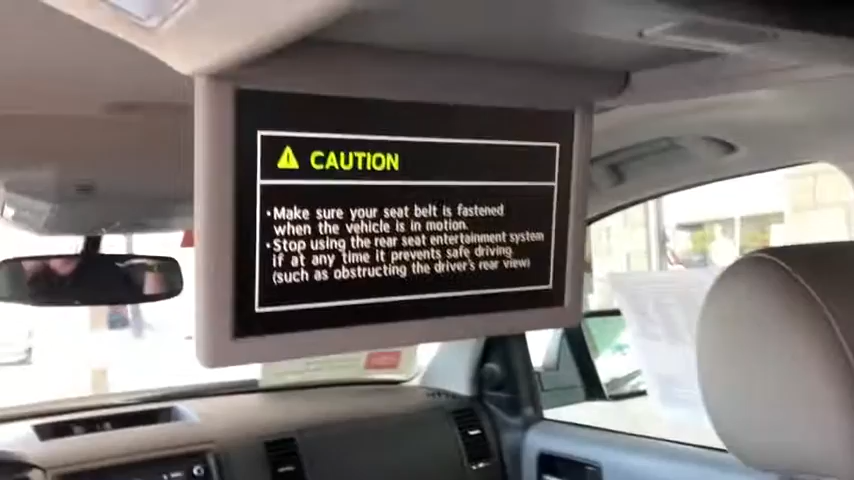 CAUTION
•Make sure your seat belt is fastened
when the vehicle is in motion.
•Stop using the rear seat entertainment system
if at any time it prevents safe driving
(such as obstructing the driver's rear view).